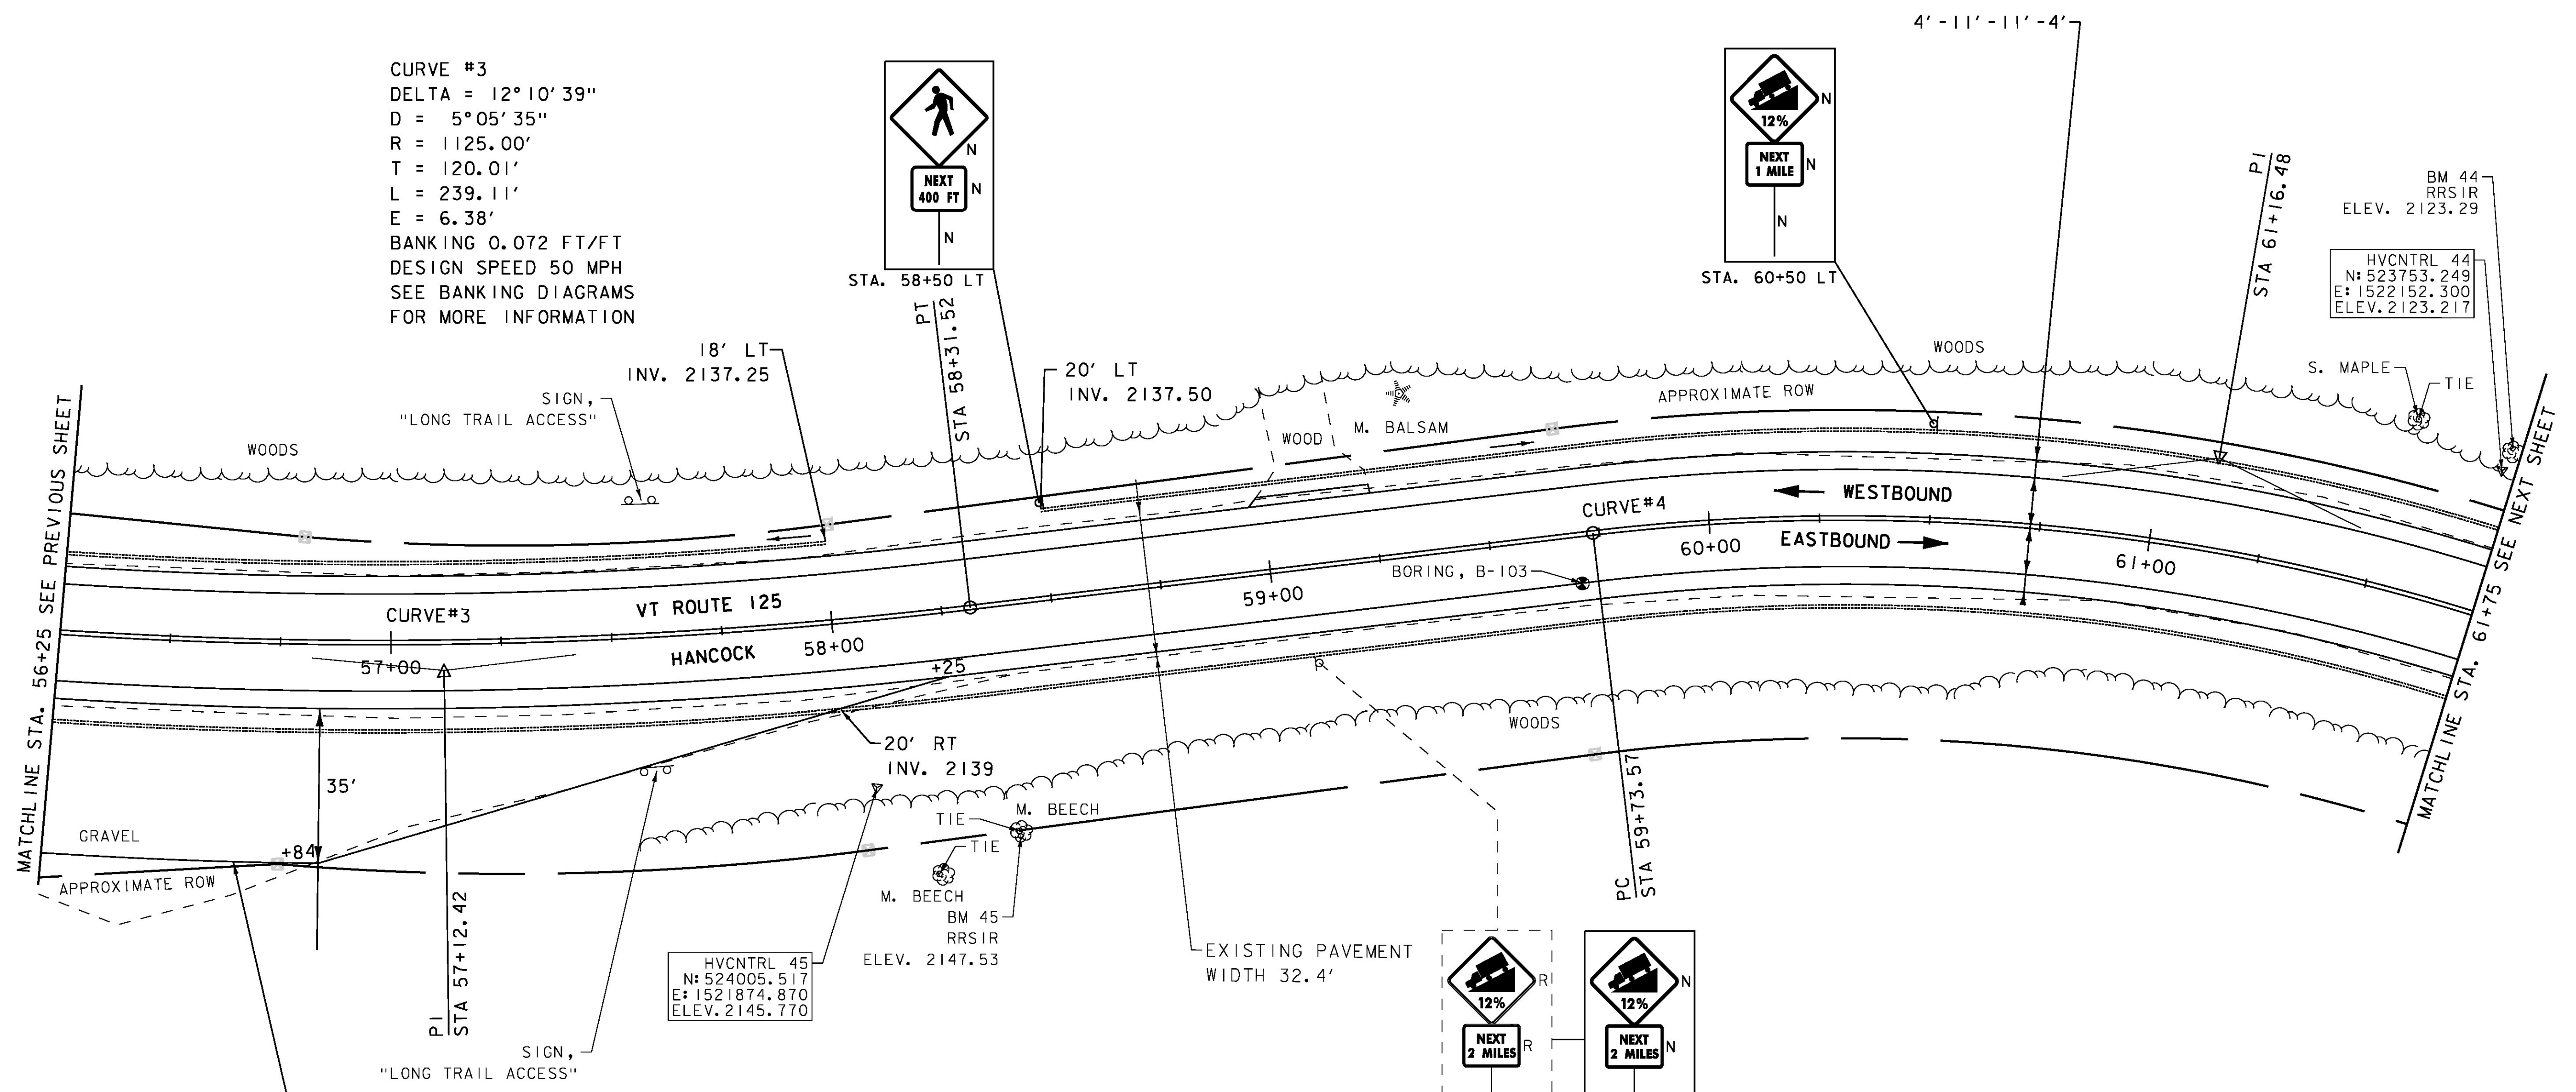 4'-11'-11'-4'
CURVE #3
DELTA = 12°10'39"
D = 5°05'35"
R = 1125.00'
T = 120.01'
L = 239.11'
E = 6.38'
BANKING 0.072 FT/FT
DESIGN SPEED 50 MPH
SEE BANKING DIAGRAMS
FOR MORE INFORMATION
N
NEXT
400 FT
N
N
STA. 58+50 LT
12%
N
NEXT
1 MILE
N
N
STA. 60+50 LT
PI
STA 61+16.48
BM 44
RRSIR
ELEV. 2123.29
HVCNTRL 44
N:523753.249
E:1522152.300
ELEV.2123.217
PT
STA 58+31.52
18' LT
INV. 2137.25
20' LT
INV. 2137.50
SIGN,
"LONG TRAIL ACCESS"
WOODS
WOODS
S. MAPLE
TIE
APPROXIMATE ROW
WOOD
M. BALSAM
WESTBOUND
CURVE#4
EASTBOUND
60+00
61+00
BORING, B-103
59+00
MATCHLINE STA. 56+25 SEE PREVIOUS SHEET
MATCHLINE STA. 61+75 SEE NEXT SHEET
CURVE#3
VT ROUTE 125
HANCOCK
57+00
58+00
+25
20' RT
INV. 2139
35'
WOODS
GRAVEL
+84
APPROXIMATE ROW
PI
STA 57+12.42
M. BEECH
TIE
TIE
M. BEECH
BM 45
RRSIR
ELEV. 2147.53
HVCNTRL 45
N:524005.517
E:1521874.870
ELEV.2145.770
PC
STA 59+73.57
EXISTING PAVEMENT
WIDTH 32.4'
SIGN,
"LONG TRAIL ACCESS"
12%
R
NEXT
2 MILES
R
12%
N
NEXT
2 MILES
N